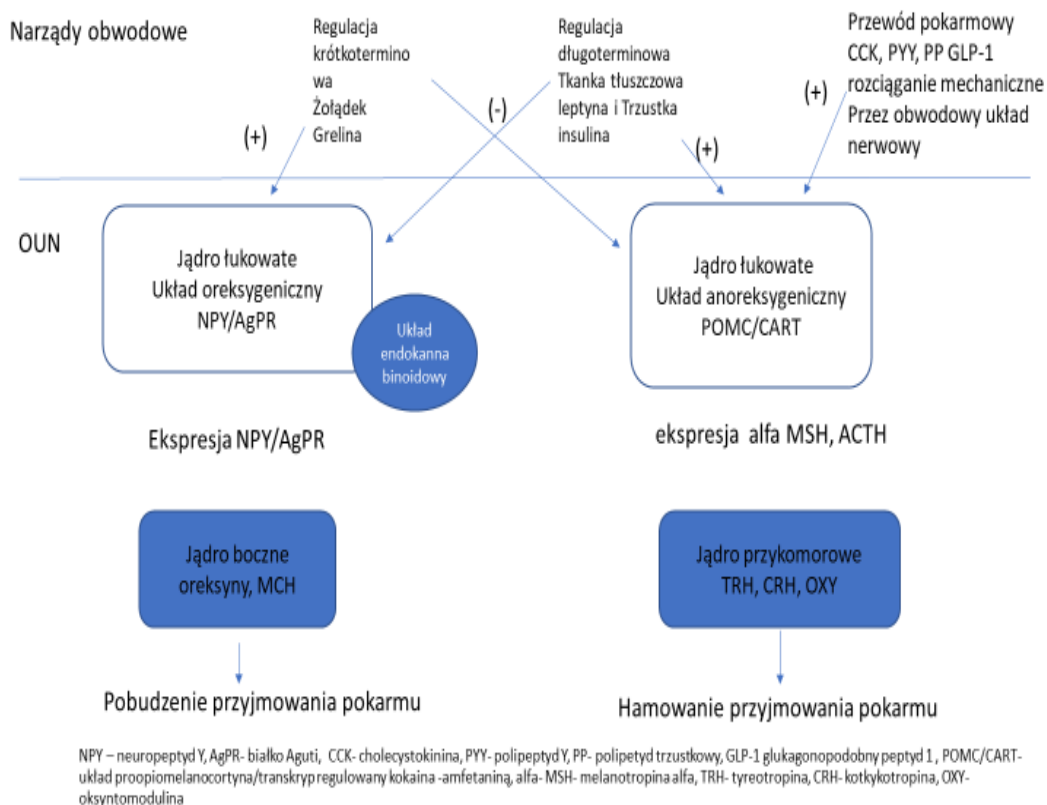 Narządy obwodowe
Regulacja
krótkotermino
wa
Żołądek
Grelina
Regulacja
długoterminowa
Tkanka tłuszczowa
leptyna i Trzustka
insulina
Przewód pokarmowy
CCK, PYY, PP GLP-1
rozciąganie mechaniczne
Przez obwodowy układ
nerwowy
(+)
(-)
(+)
(+)
OUN
Jądro łukowate
Układ oreksygeniczny
NPY/AgPR
Układ
endokanna
binoidowy
Jądro łukowate
Układ anoreksygeniczny
POMC/CART
Ekspresja NPY/AgPR
ekspresja alfa MSH, ACTH
Jądro boczne
oreksyny, MCH
Jądro przykomorowe
TRH, CRH, OXY
Pobudzenie przyjmowania pokarmu
Hamowanie przyjmowania pokarmu
NPY – neuropeptyd Y, AgPR- białko Aguti, CCK- cholecystokinina, PYY- polipeptyd Y, PP- polipetyd trzustkowy, GLP-1 glukagonopodobny peptyd 1 , POMC/CART-
układ proopiomelanocortyna/transkryp regulowany kokaina -amfetaniną, alfa- MSH- melanotropina alfa, TRH- tyreotropina, CRH- kotkykotropina, OXY-
oksyntomodulina